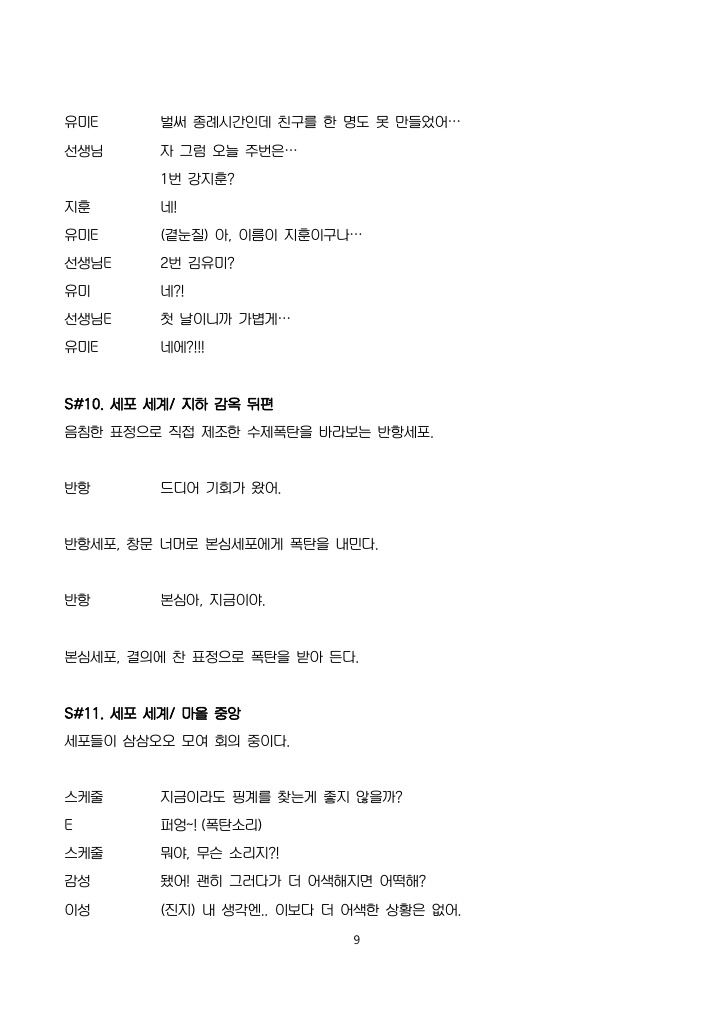 유미E 벌써 종례시간인데 친구를 한 명도 못 만들었어…
선생님 자 그럼 오늘 주번은…
1번 강지훈?
지훈 네!
유미E (곁눈질) 아, 이름이 지훈이구나…
선생님E 2번 김유미?
유미 네?!
선생님E 첫 날이니까 가볍게…
유미E 네에?!!!
S#10. 세포 세계/ 지하 감옥 뒤편
음침한 표정으로 직접 제조한 수제폭탄을 바라보는 반항세포.
반항 드디어 기회가 왔어.
반항세포, 창문 너머로 본심세포에게 폭탄을 내민다.
반항 본심아, 지금이야.
본심세포, 결의에 찬 표정으로 폭탄을 받아 든다.
S#11. 세포 세계/ 마을 중앙
세포들이 삼삼오오 모여 회의 중이다.
스케줄 지금이라도 핑계를 찾는게 좋지 않을까?
E 퍼엉~! (폭탄소리)
스케줄 뭐야, 무슨 소리지?!
감성 됐어! 괜히 그러다가 더 어색해지면 어떡해?
이성 (진지) 내 생각엔.. 이보다 더 어색한 상황은 없어.
9